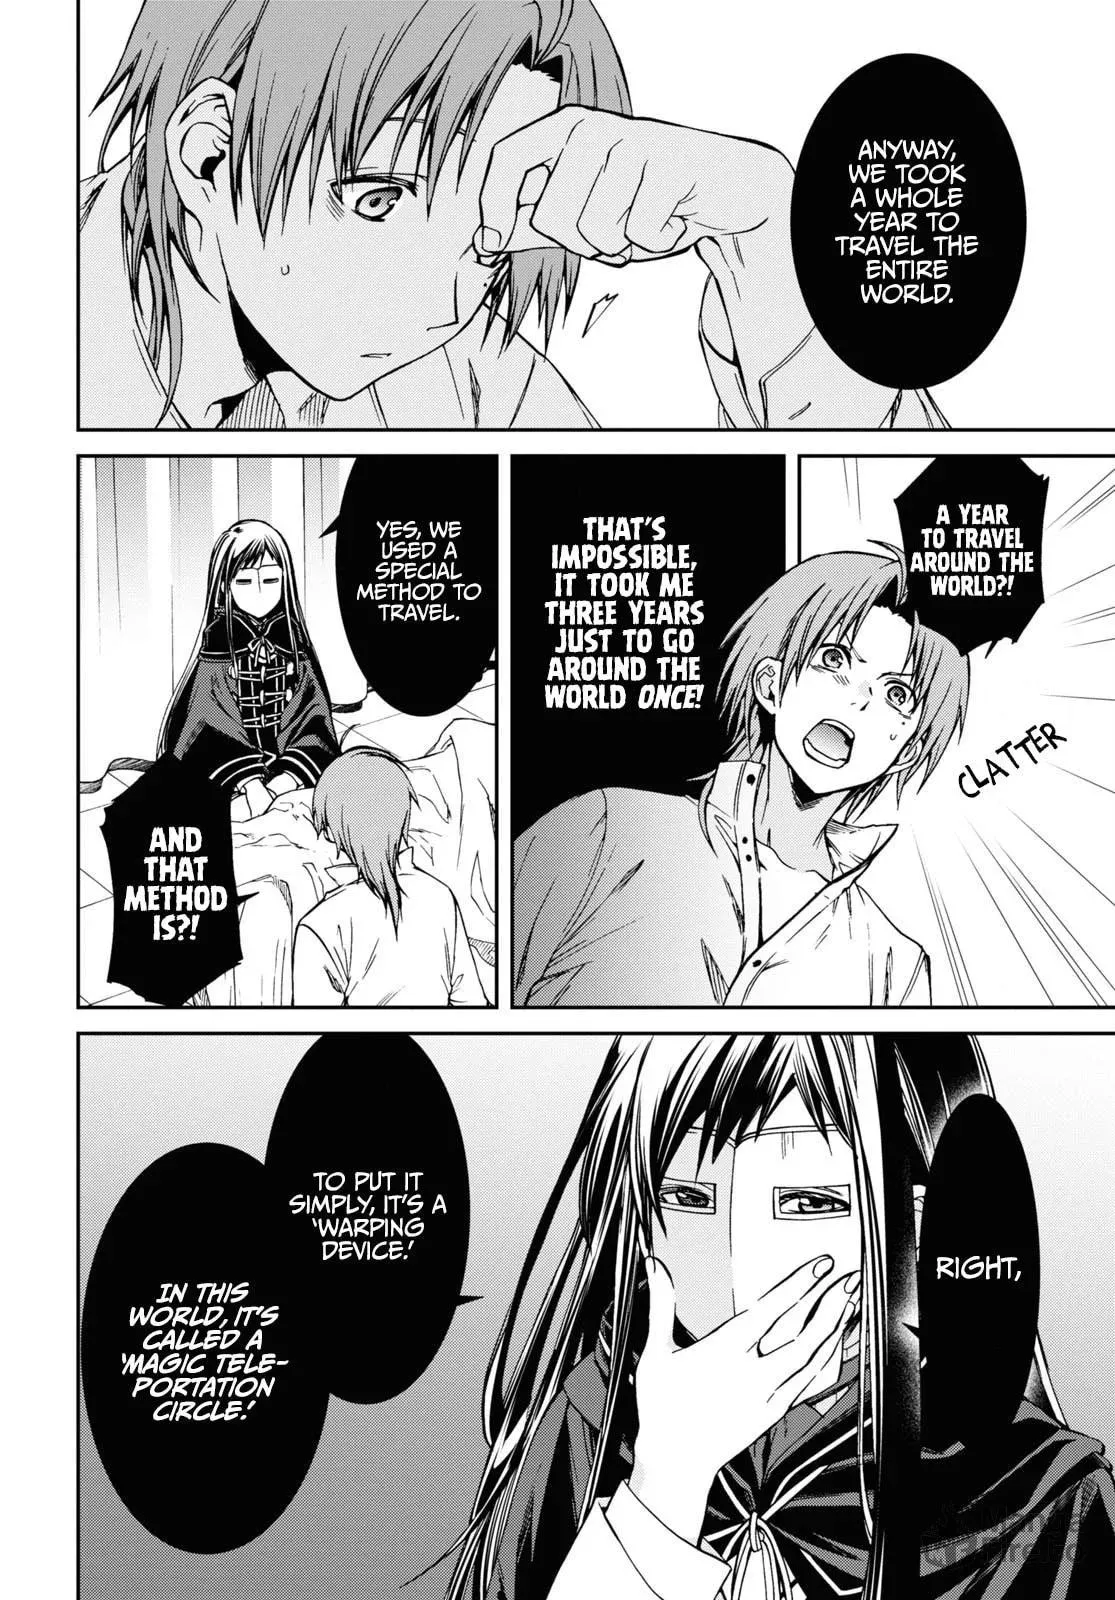 ANYWAY,
WE TOOK
A WHOLE
YEAR TO
TRAVEL THE
ENTIRE
WORLD.
A YEAR
TO TRAVEL
AROUND THE
WORLD?!
CLATTER
THAT'S
IMPOSSIBLE,
IT TOOK ME
THREE YEARS
JUST TO GO
AROUND THE
WORLD ONCE!
YES, WE
USED A
SPECIAL
METHOD TO
TRAVEL.
AND
THAT
METHOD
IS?!
RIGHT,
TO PUT IT
SIMPLY, IT'S A
'WARPING
DEVICE.'
IN THIS
WORLD, IT'S
CALLED A
'MAGIC TELE-
PORTATION
CIRCLE.'